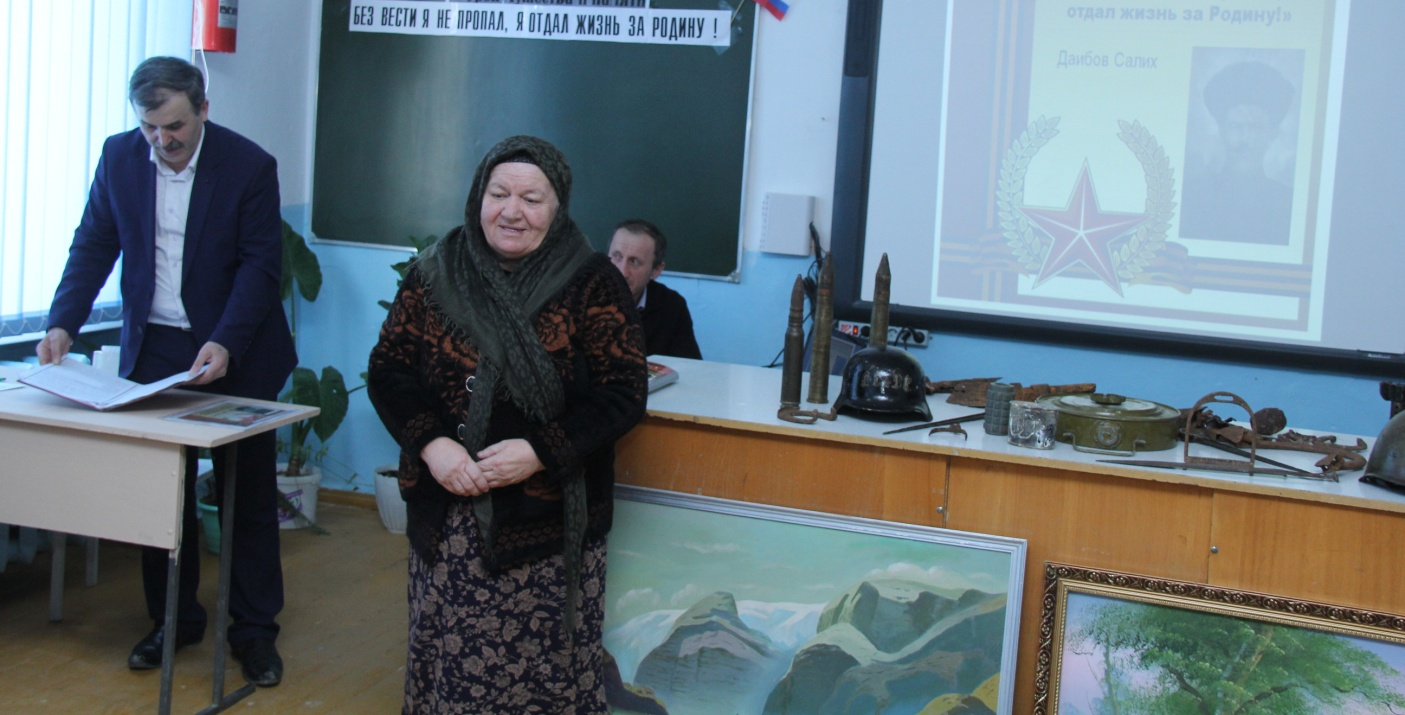 БЕЗ ВЕСТИ Я НЕ ПРОПАЛ, Я ОТДАЛ ЖИЗНЬ ЗА РОДИНУ !
отдал жизнь за Родину!»
Даибов Салих